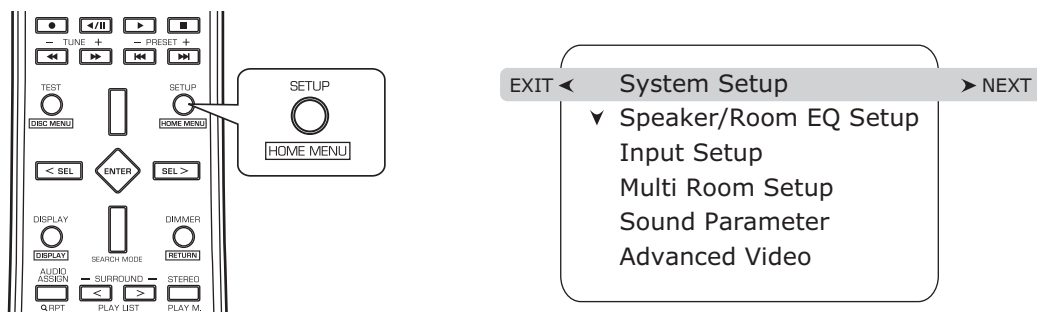 – TUNE +
– PRESET +
TEST
SETUP
DISC MENU
HOME MENU
< SEL
ENTER
SEL >
DISPLAY
DIMMER
DISPLAY
SEARCH MODE
RETURN
AUDIO
ASSIGN
– SURROUND –
STEREO
< >
RPT
PLAY LIST
PLAY M.
SETUP
HOME MENU
EXIT System Setup NEXT
Speaker/Room EQ Setup
Input Setup
Multi Room Setup
Sound Parameter
Advanced Video